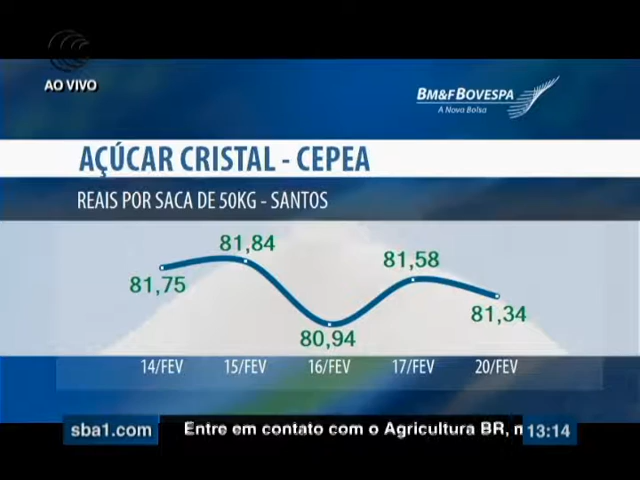 AO VIVO
BM&FBOVESPA
A Nova Bolsa
AÇÚCAR CRISTAL - CEPEA
REAIS POR SACA DE 50KG - SANTOS
81,75
81,84
80,94
81,58
81,34
14/FEV 15/FEV 16/FEV 17/FEV 20/FEV
sba1.com Entre em contato com o Agricultura BR, 13:14